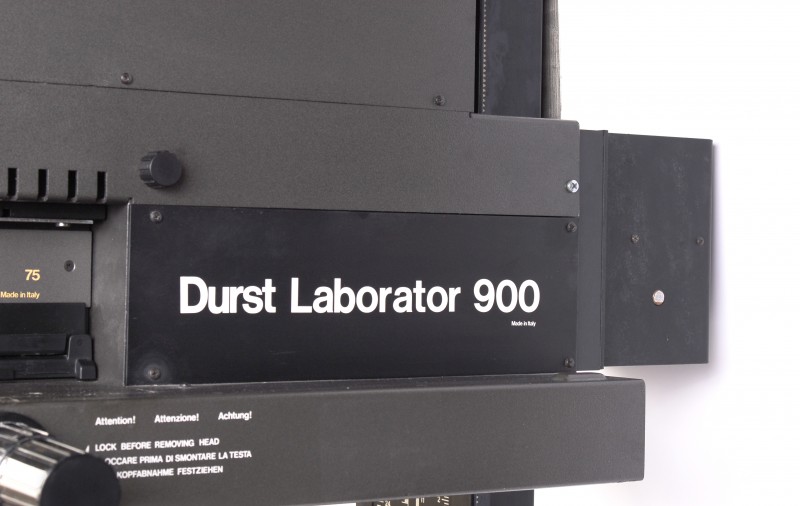 75
Made in Italy
Durst Laborator 900
Made in Italy
Attention! Attenzione! Achtung!
LOCK BEFORE REMOVING HEAD
PRIMA DI SMONTARE LA TESTA
KOPFABNAHME FESTZIEHEN